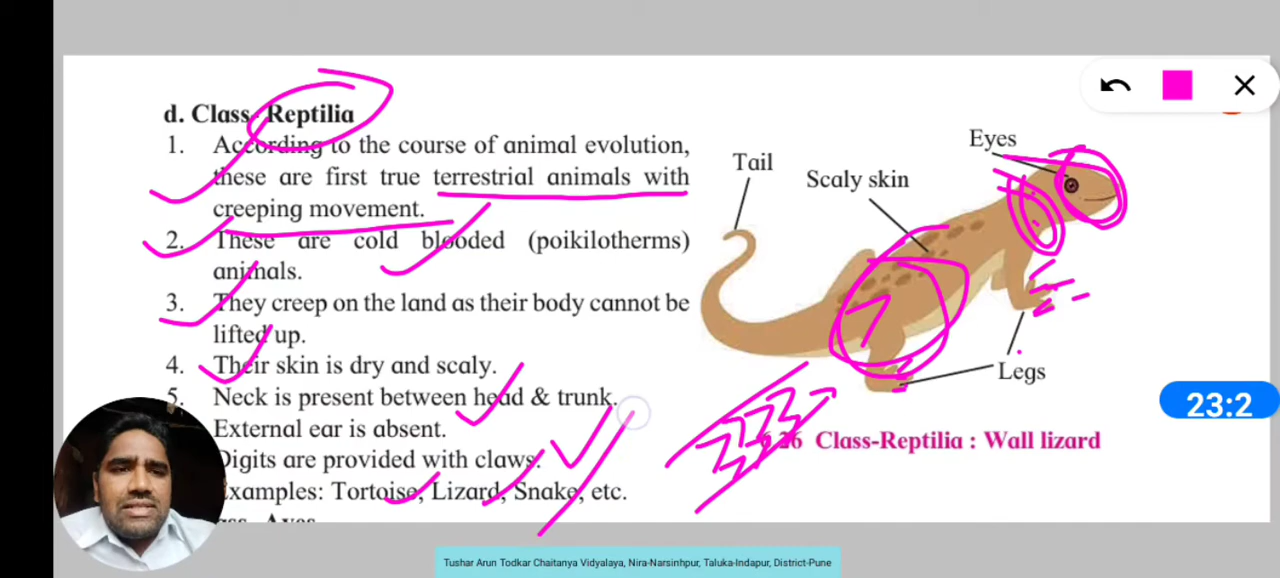 d. Class- Reptilia
1. According to the course of animal evolution,
these are first true terrestrial animals with
creeping movement.
2. These are cold blooded (poikilotherms)
animals.
3. They creep on the land as their body cannot be
lifted up.
4. Their skin is dry and scaly.
5. Neck is present between head & trunk.
External ear is absent.
Digits are provided with claws.
Examples: Tortoise, Lizard, Snake, etc.
Eyes
Tail
Scaly skin
Legs
Class-Reptilia : Wall lizard
23:2
Tushar Arun Todkar Chaitanya Vidyalaya, Nira-Narsinhpur, Taluka-Indapur, District-Pune